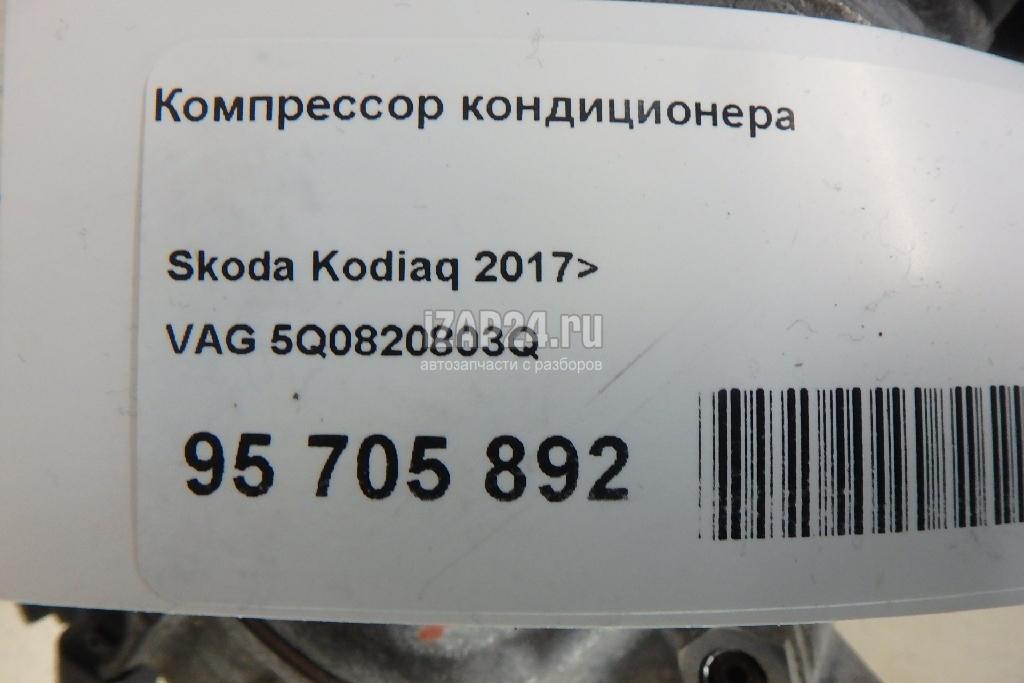 Компрессор кондиционера
Skoda Kodiaq 2017>
iZAP24.ru
VAG 5Q0820803Q
автозапчасти с разборов
95 705 892